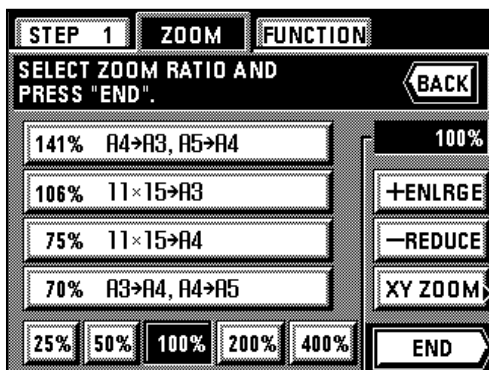 STEP 1 ZOOM FUNCTION
SELECT ZOOM RATIO AND
PRESS "END".
BACK
141% A4→A3, A5→A4
100%
106% 11×15→A3
+ENLRGE
75% 11×15→A4
−REDUCE
70% A3→A4, A4→A5
XY ZOOM
25% 50% 100% 200% 400%
END